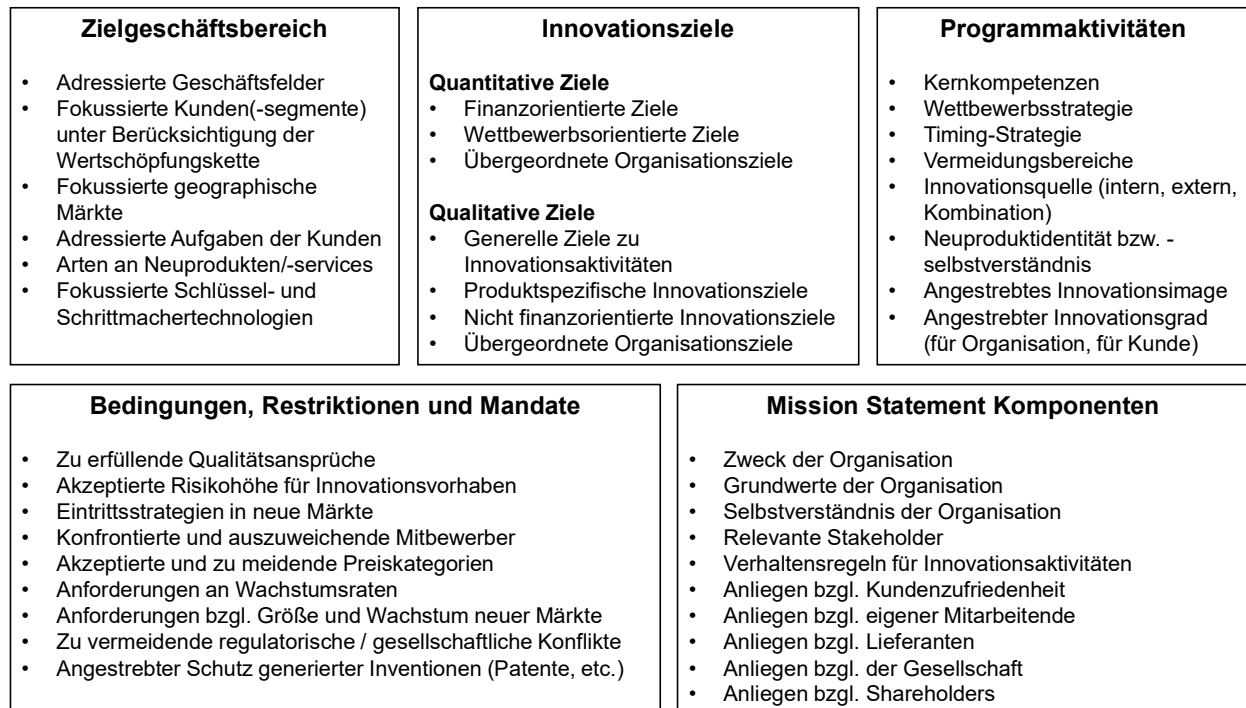 Zielgeschäftsbereich
• Adressierte Geschäftsfelder
• Fokussierte Kunden(-segmente)
unter Berücksichtigung der
Wertschöpfungskette
• Fokussierte geographische
Märkte
• Adressierte Aufgaben der Kunden
• Arten an Neuprodukten/-services
• Fokussierte Schlüssel- und
Schrittmachertechnologien
Innovationsziele
Quantitative Ziele
• Finanzorientierte Ziele
• Wettbewerbsorientierte Ziele
• Übergeordnete Organisationsziele
Qualitative Ziele
• Generelle Ziele zu
Innovationsaktivitäten
• Produktspezifische Innovationsziele
• Nicht finanzorientierte Innovationsziele
• Übergeordnete Organisationsziele
Programmaktivitäten
• Kernkompetenzen
• Wettbewerbsstrategie
• Timing-Strategie
• Vermeidungsbereiche
• Innovationsquelle (intern, extern,
Kombination)
• Neuproduktidentität bzw. -
selbstverständnis
• Angestrebtes Innovationsimage
• Angestrebter Innovationsgrad
(für Organisation, für Kunde)
Bedingungen, Restriktionen und Mandate
• Zu erfüllende Qualitätsansprüche
• Akzeptierte Risikohöhe für Innovationsvorhaben
• Eintrittsstrategien in neue Märkte
• Konfrontierte und auszuweichende Mitbewerber
• Akzeptierte und zu meidende Preiskategorien
• Anforderungen an Wachstumsraten
• Anforderungen bzgl. Größe und Wachstum neuer Märkte
• Zu vermeidende regulatorische / gesellschaftliche Konflikte
• Angestrebter Schutz generierter Inventionen (Patente, etc.)
Mission Statement Komponenten
• Zweck der Organisation
• Grundwerte der Organisation
• Selbstverständnis der Organisation
• Relevante Stakeholder
• Verhaltensregeln für Innovationsaktivitäten
• Anliegen bzgl. Kundenzufriedenheit
• Anliegen bzgl. eigener Mitarbeitende
• Anliegen bzgl. Lieferanten
• Anliegen bzgl. der Gesellschaft
• Anliegen bzgl. Shareholders